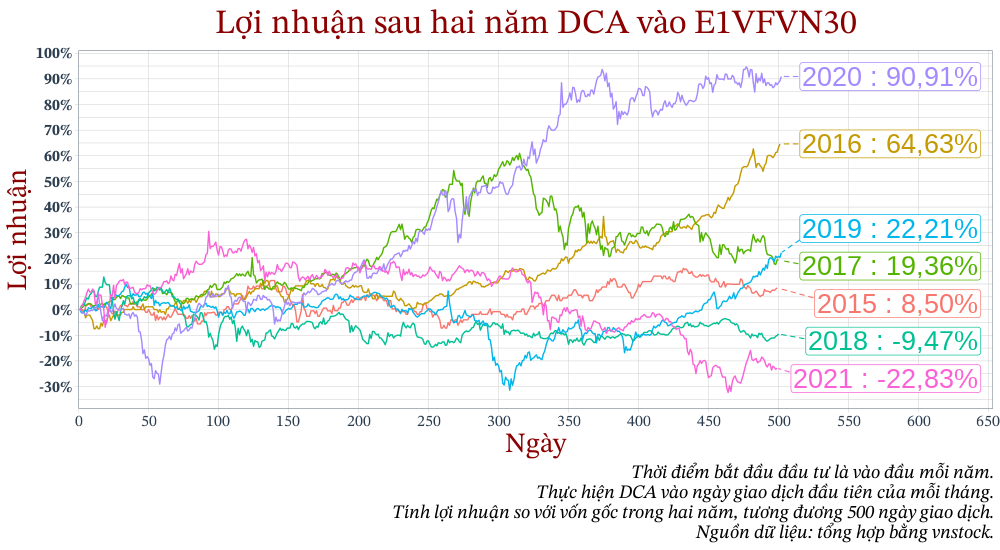 Lợi nhuận sau hai năm DCA vào E1VFVN30
100%
90%
80%
70%
60%
50%
40%
30%
20%
10%
0%
-10%
-20%
-30%
Lợi nhuận
2020 : 90,91%
2016 : 64,63%
2019 : 22,21%
2017 : 19,36%
2015 : 8,50%
2018 : -9,47%
2021 : -22,83%
0 50 100 150 200 250 300 350 400 450 500 550 600 650
Ngày
Thời điểm bắt đầu đầu tư là vào đầu mỗi năm.
Thực hiện DCA vào ngày giao dịch đầu tiên của mỗi tháng.
Tính lợi nhuận so với vốn gốc trong hai năm, tương đương 500 ngày giao dịch.
Nguồn dữ liệu: tổng hợp bằng vnstock.